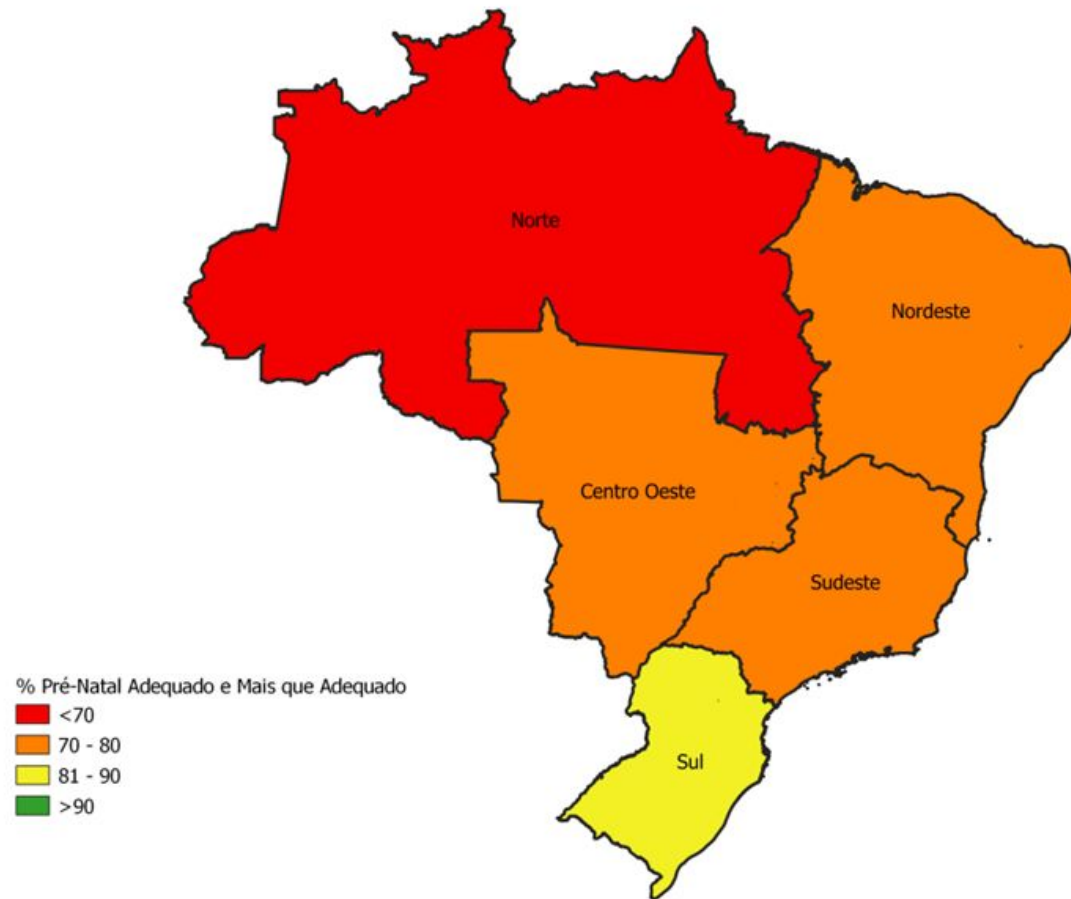 Norte
Nordeste
Centro Oeste
Sudeste
Sul
% Pré-Natal Adequado e Mais que Adequado
<70
70 - 80
81 - 90
>90